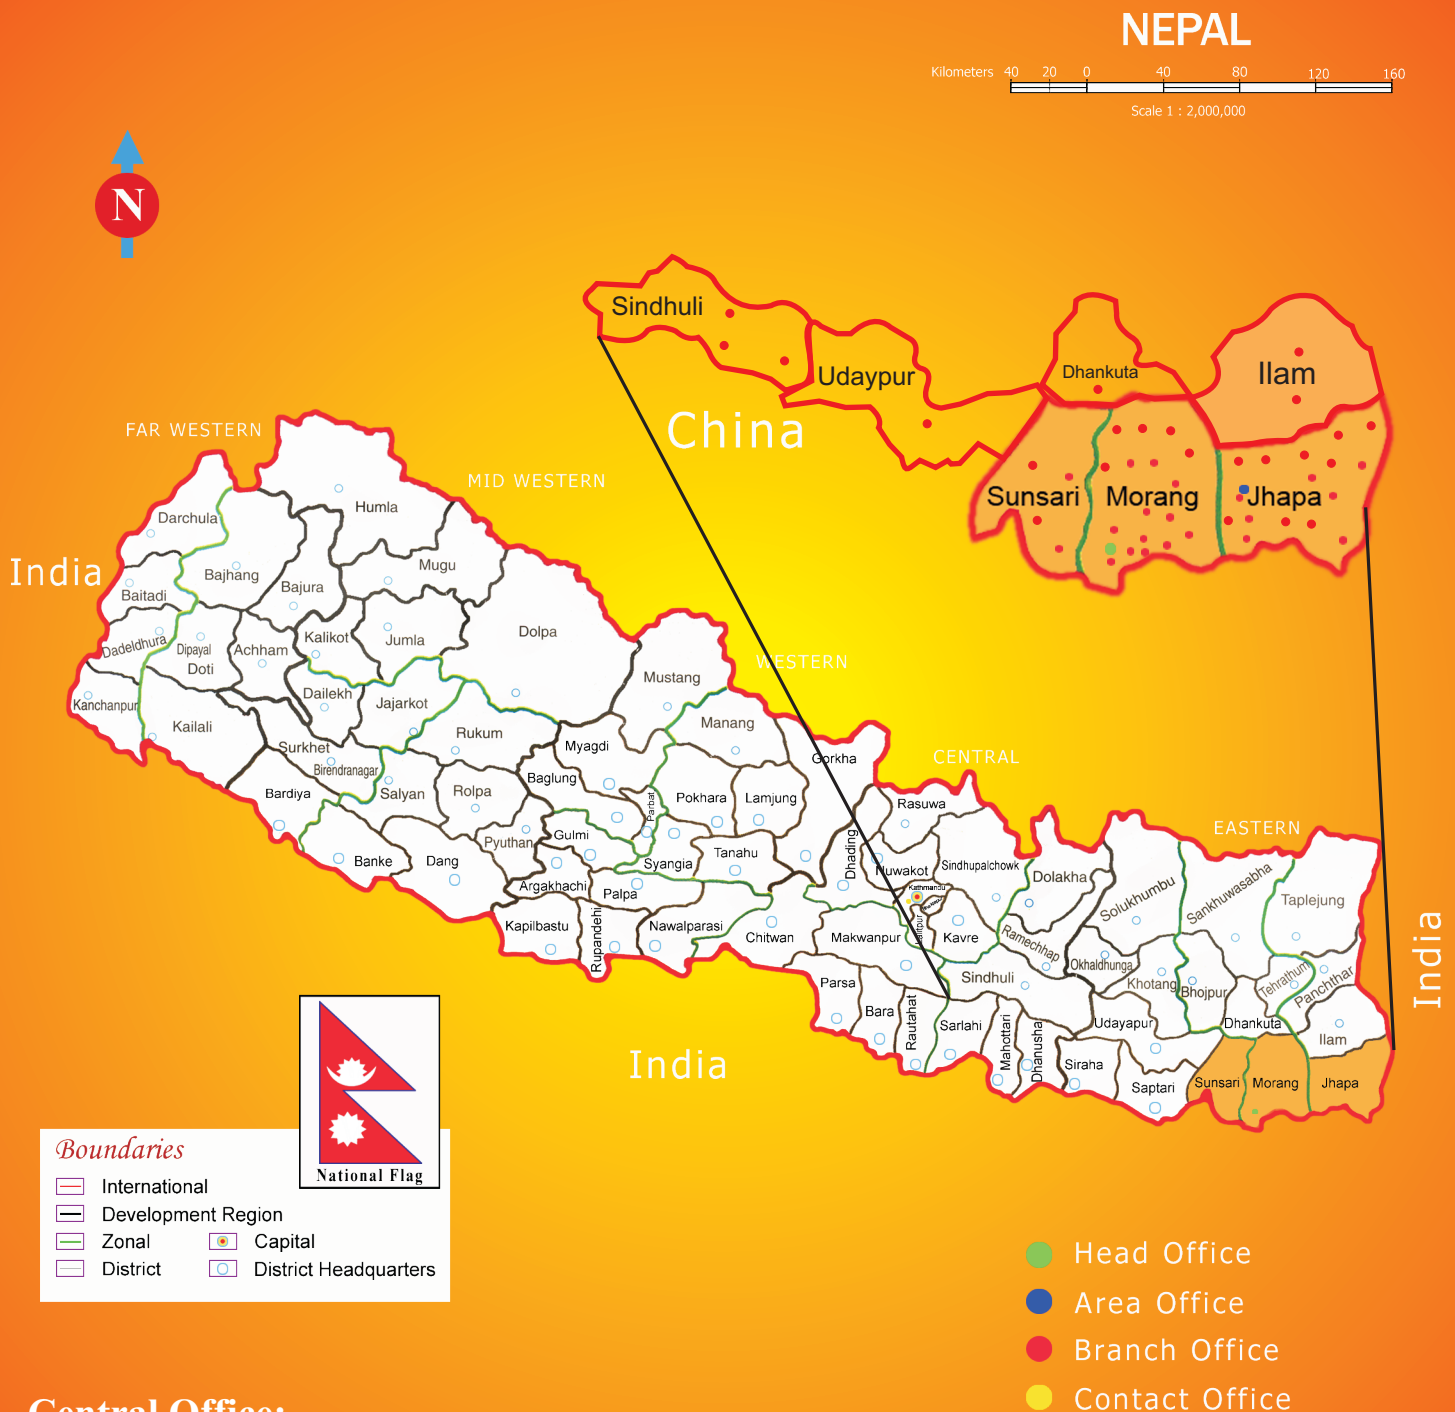 NEPAL
Kilometers 40 20 0 40 80 120 160
Scale 1 : 2,000,000
N
Sindhuli
Udaypur
Dhankuta
Ilam
Sunsari
Morang
Jhapa
China
FAR WESTERN
MID WESTERN
WESTERN
CENTRAL
EASTERN
India
India
India
Darchula
Humla
Bajhang
Mugu
Baitadi
Bajura
Dadeldhura
Dipayal
Doti
Achham
Kalikot
Jumla
Dolpa
Kanchanpur
Kailali
Dailekh
Jajarkot
Mustang
Surkhet
Birendranagar
Rukum
Manang
Myagdi
Gorkha
Bardiya
Salyan
Rolpa
Baglung
Parbat
Pokhara
Lamjung
Rasuwa
Banke
Dang
Pyuthan
Gulmi
Syangia
Tanahu
Dhading
Nuwakot
Sindhupalchowk
Dolakha
Argakhachi
Palpa
Kathmandu
Solukhumbu
Sankhuwasabha
Taplejung
Kapilbastu
Rupandehi
Nawalparasi
Chitwan
Makwanpur
Lalitpur
Kavre
Ramechhap
Okhaldhunga
Khotang
Bhojpur
Tehrathum
Panchthar
Parsa
Bara
Rautahat
Sindhuli
Sarlahi
Mahottari
Dhanusha
Siraha
Udayapur
Saptari
Dhankuta
Ilam
Sunsari
Morang
Jhapa
National Flag
Boundaries
International
Development Region
Zonal
Capital
District
District Headquarters
Head Office
Area Office
Branch Office
Contact Office
Central Office: